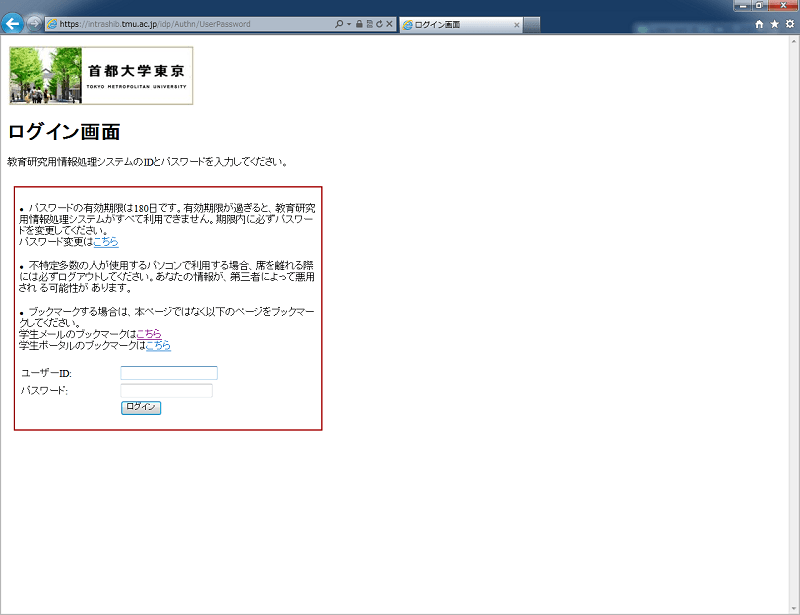 https://intrashib.tmu.ac.jp/idp/Authn/UserPassword
ログイン画面
首都大学東京
TOKYO METROPOLITAN UNIVERSITY
ログイン画面
教育研究用情報処理システムのIDとパスワードを入力してください。
• パスワードの有効期限は180日です。有効期限が過ぎると、教育研究
用情報処理システムがすべて利用できません。期限内に必ずパスワー
ドを変更してください。
パスワード変更はこちら
• 不特定多数の人が使用するパソコンで利用する場合、席を離れる際
には必ずログアウトしてください。あなたの情報が、第三者によって悪用
され る可能性が あります。
• ブックマークする場合は、本ページではなく以下のページをブックマー
クしてください。
学生メールのブックマークはこちら
学生ポータルのブックマークはこちら
ユーザーID:
パスワード:
ログイン